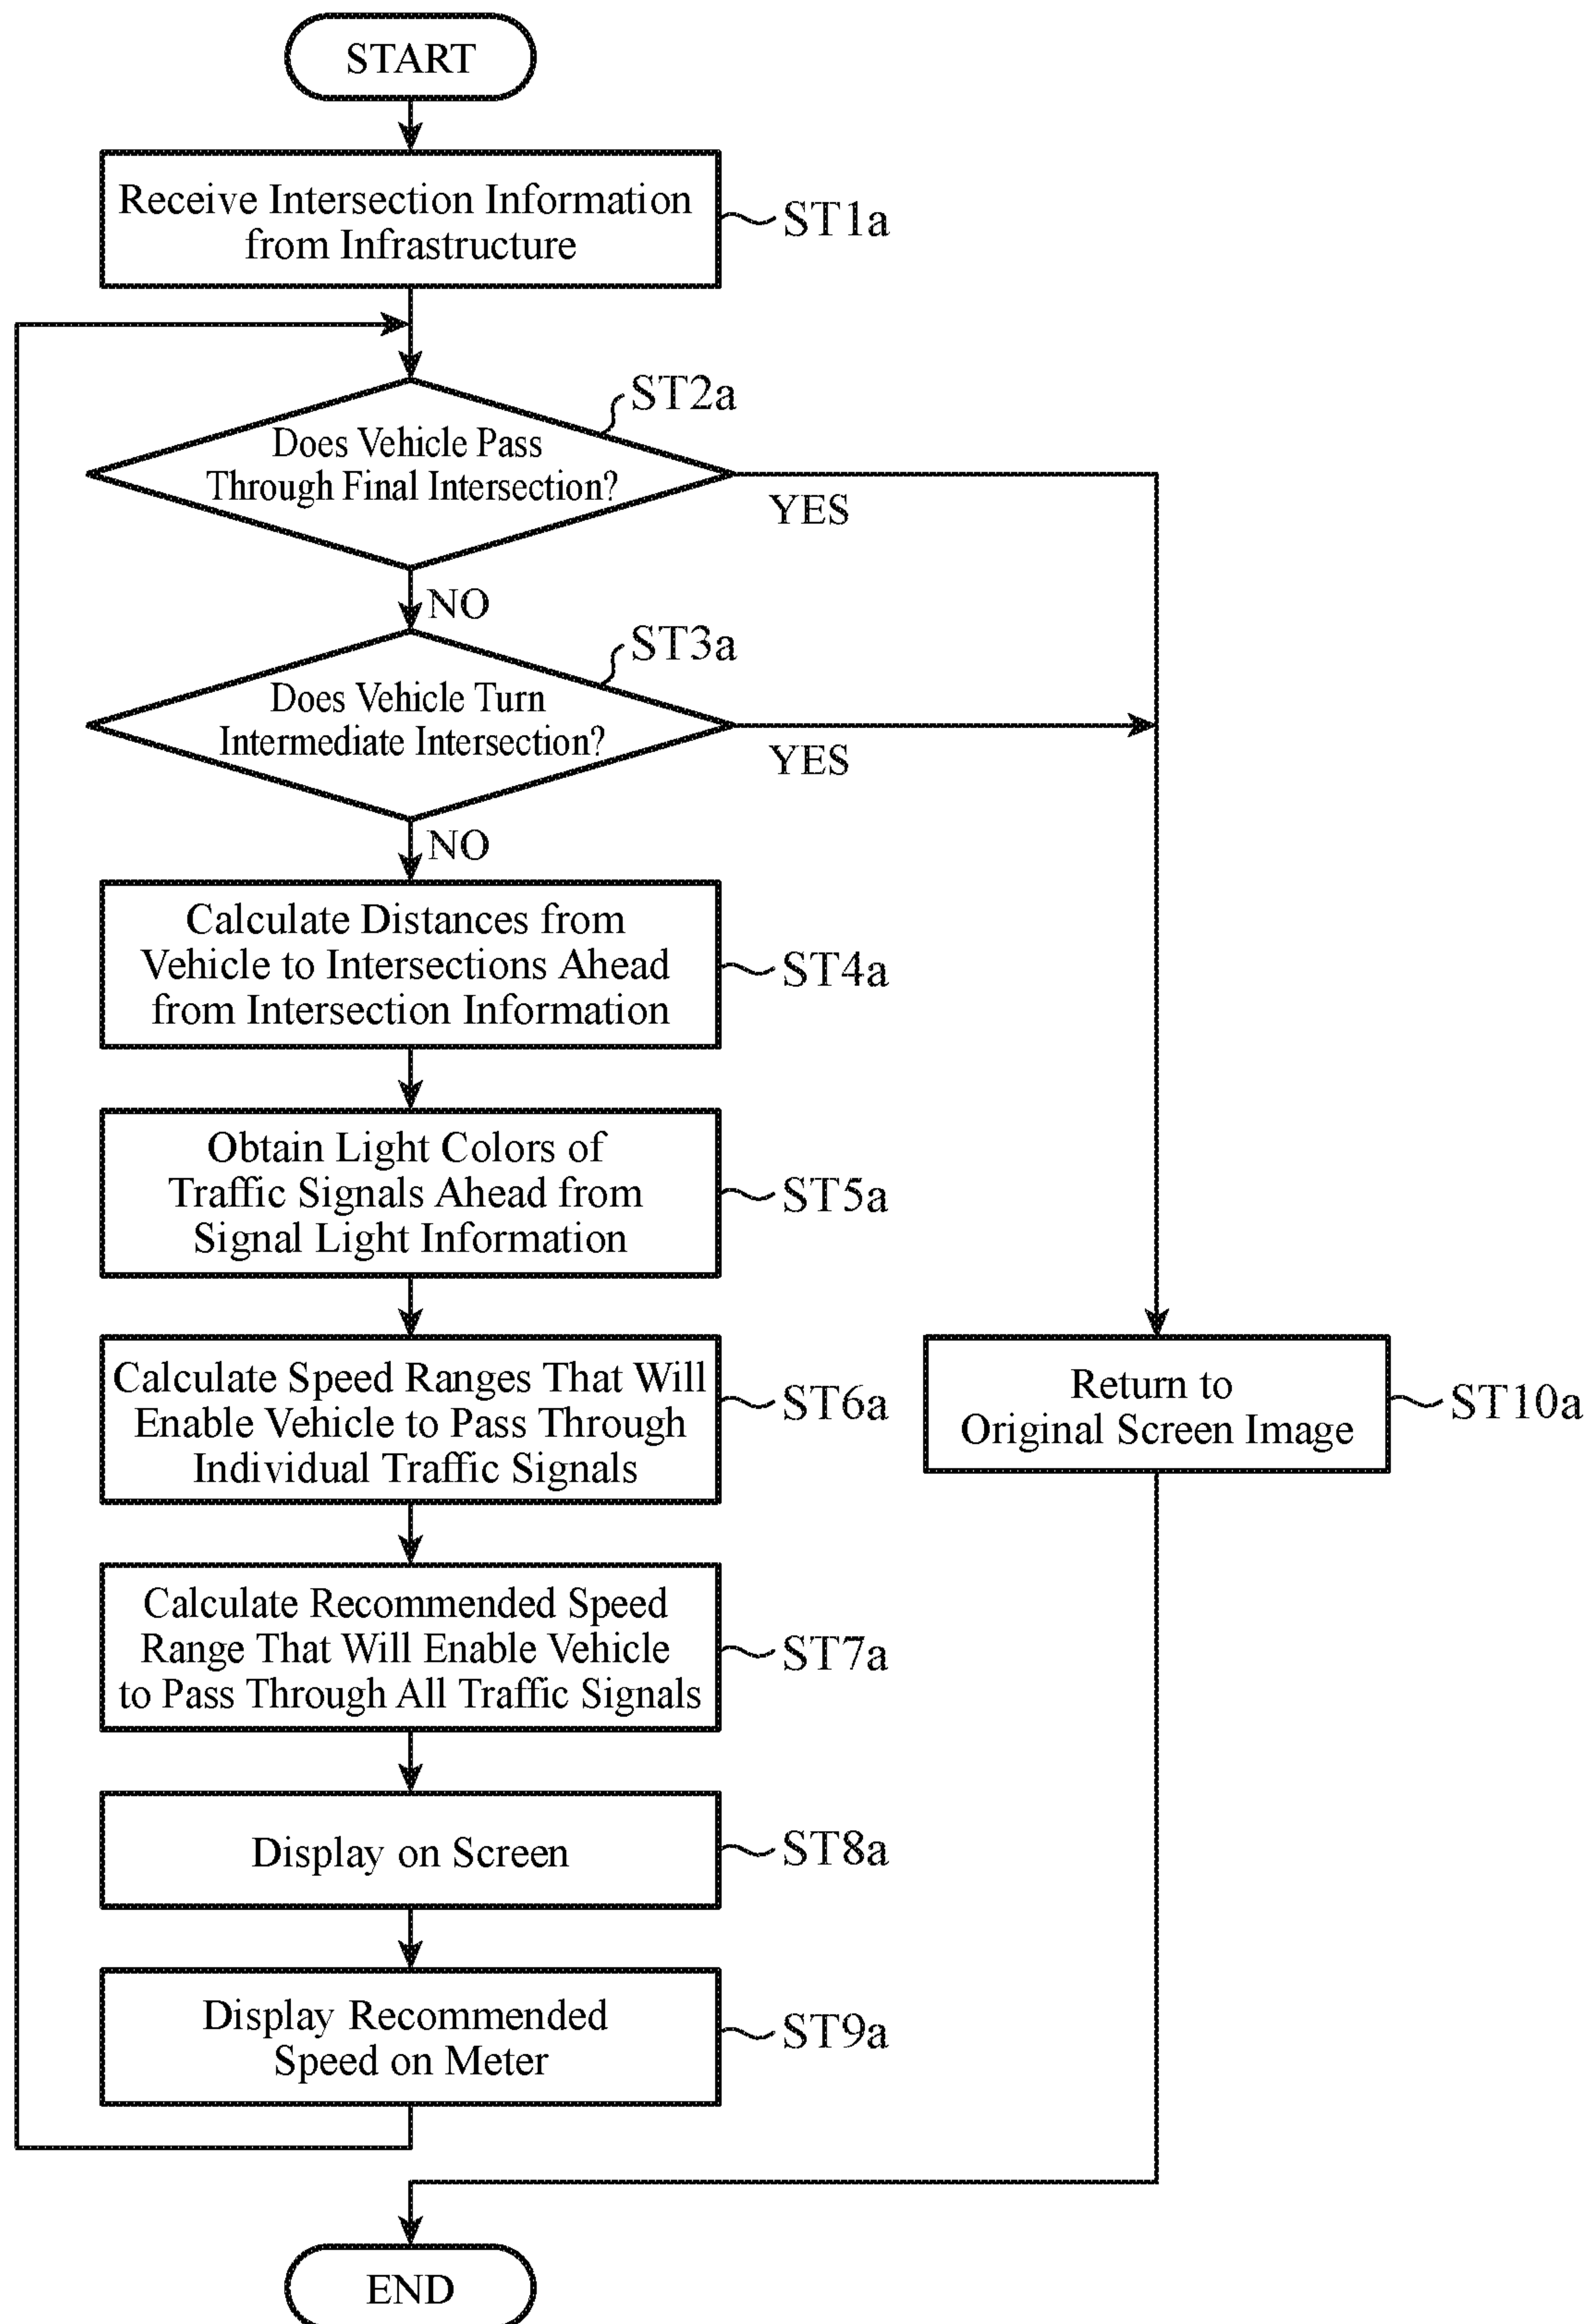 START
Receive Intersection Information
from Infrastructure
ST1a
ST2a
Does Vehicle Pass
Through Final Intersection?
YES
NO
ST3a
Does Vehicle Turn
Intermediate Intersection?
YES
NO
Calculate Distances from
Vehicle to Intersections Ahead
from Intersection Information
ST4a
Obtain Light Colors of
Traffic Signals Ahead from
Signal Light Information
ST5a
Calculate Speed Ranges That Will
Enable Vehicle to Pass Through
Individual Traffic Signals
ST6a
Return to
Original Screen Image
ST10a
Calculate Recommended Speed
Range That Will Enable Vehicle
to Pass Through All Traffic Signals
ST7a
Display on Screen
ST8a
Display Recommended
Speed on Meter
ST9a
END